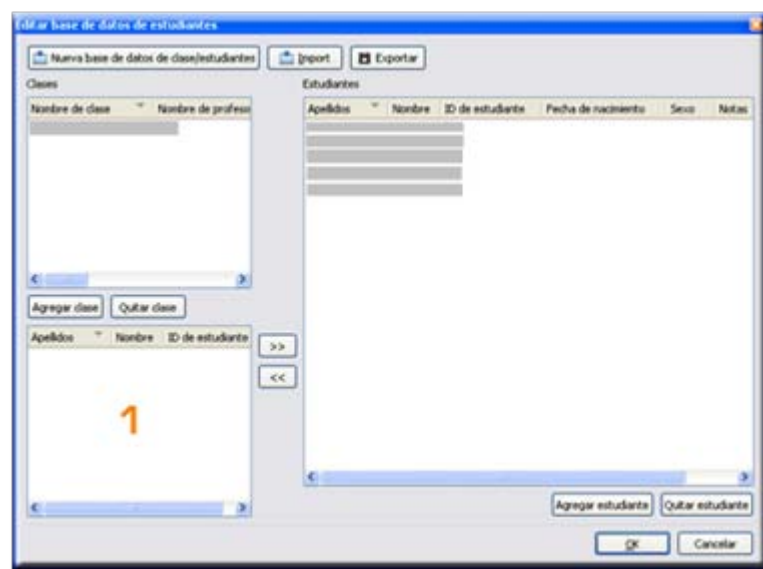 Editar base de datos de estudiantes
Nueva base de datos de clase/estudiantes Import Exportar
Clases Estudiantes
Nombre de clase Nombre de profesor
Apellidos Nombre ID de estudiante Fecha de nacimiento Sexo Notas
Agregar clase Quitar clase
Apellidos Nombre ID de estudiante
>>
<<
1
Agregar estudiante Quitar estudiante
OK Cancelar